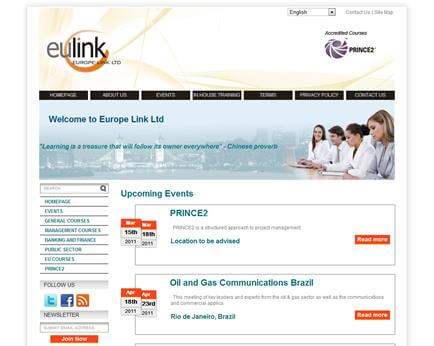 English
Contact Us | Site Map
eulink
EUROPE-LINK LTD
Accredited Courses
PRINCE2
HOMEPAGE
ABOUT US
EVENTS
IN HOUSE TRAINING
TERMS
PRIVACY POLICY
CONTACT US
Welcome to Europe Link Ltd
"Learning is a treasure that will follow its owner everywhere" - Chinese proverb
SEARCH
HOMEPAGE
EVENTS
GENERAL COURSES
MANAGEMENT COURSES
BANKING AND FINANCE
PUBLIC SECTOR
EU COURSES
PRINCE2
FOLLOW US
NEWSLETTER
SUBMIT EMAIL ADDRESS
Join Now
Upcoming Events
Mar
15th
2011
Mar
18th
2011
PRINCE2
PRINCE2 is a structured approach to project management
Location to be advised
Read more
Apr
18th
2011
Apr
23rd
2011
Oil and Gas Communications Brazil
This meeting of key leaders and experts from the oil & gas sector as well as the communications
and commercial applica
Rio de Janeiro, Brazil
Read more